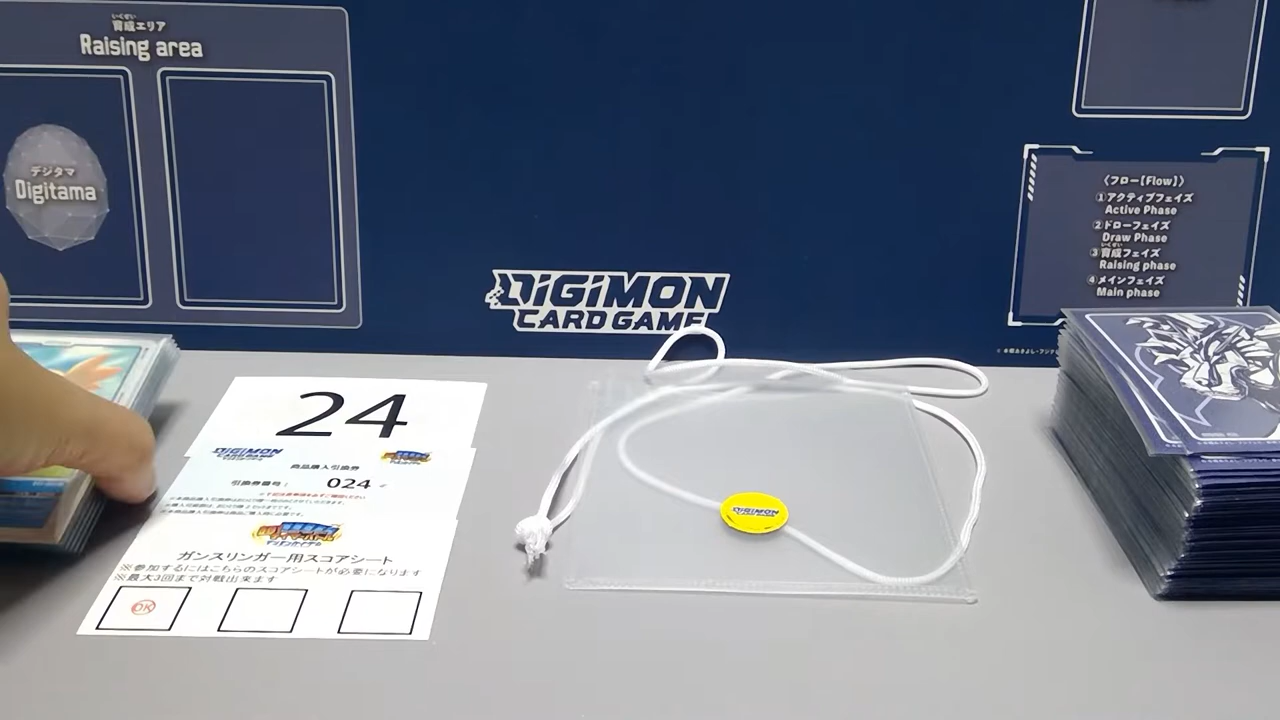 いくせい
育成エリア
Raising area
デジタマ
Digitama
DIGIMON
CARD GAME
〈フロー【Flow】〉
①アクティブフェイズ
Active Phase
②ドローフェイズ
Draw Phase
いくせい
③育成フェイズ
Raising phase
④メインフェイズ
Main phase
24
DIGIMON
商品購入引換券
引換券番号：
024
ガンスリンガー用スコアシート
※参加するにはこちらのスコアシートが必要になります
※最大3回まで対戦出来ます
OK
DIGIMON